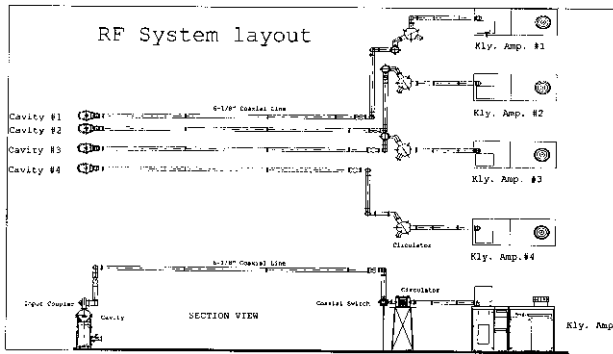 RF System layout
Kly. Amp. #1
6-1/8" Coaxial Line
Cavity #1
Cavity #2
Kly. Amp. #2
Cavity #3
Cavity #4
Kly. Amp. #3
Circulator
Kly. Amp.#4
6-1/8" Coaxial Line
Input Coupler
Coaxial Switch
Circulator
Cavity
SECTION VIEW
Kly. Amp